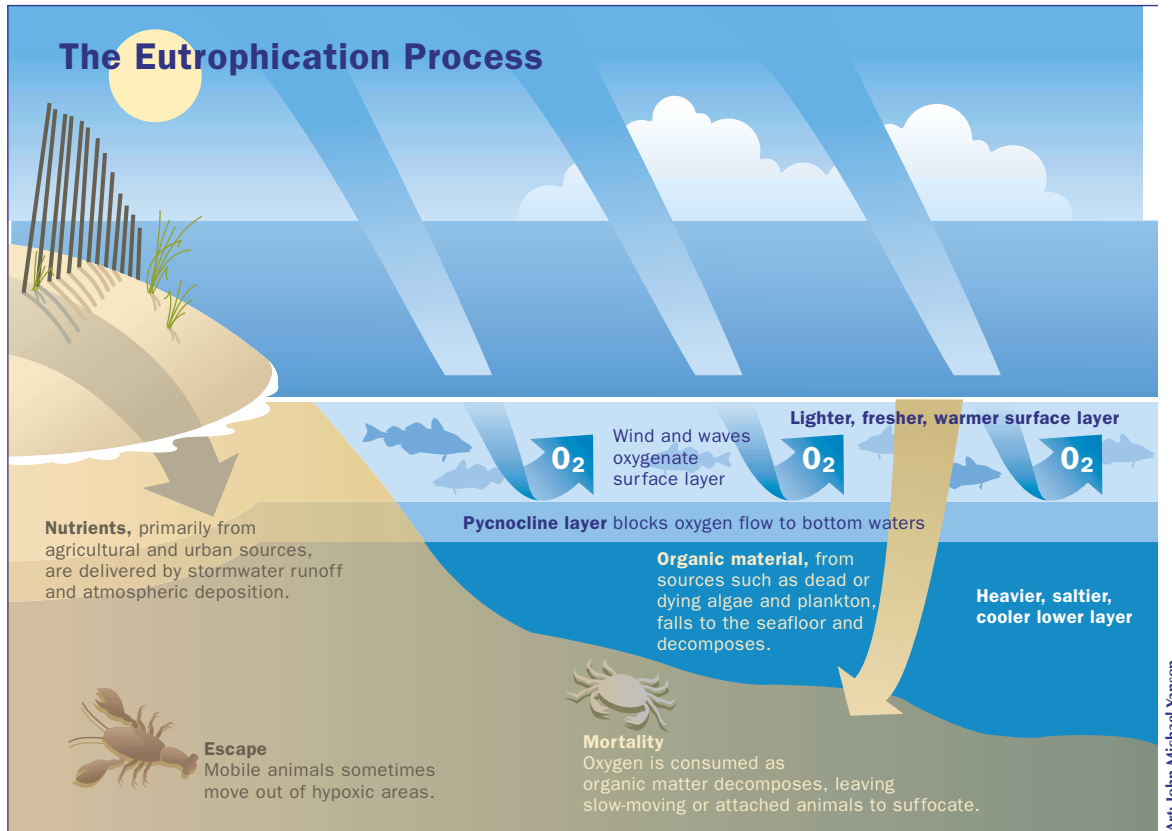 The Eutrophication Process
Lighter, fresher, warmer surface layer
Wind and waves
oxygenate
surface layer
O₂
O₂
O₂
Pycnocline layer blocks oxygen flow to bottom waters
Nutrients, primarily from
agricultural and urban sources,
are delivered by stormwater runoff
and atmospheric deposition.
Organic material, from
sources such as dead or
dying algae and plankton,
falls to the seafloor and
decomposes.
Heavier, saltier,
cooler lower layer
Escape
Mobile animals sometimes
move out of hypoxic areas.
Mortality
Oxygen is consumed as
organic matter decomposes, leaving
slow-moving or attached animals to suffocate.
Art: John Michael Yanson